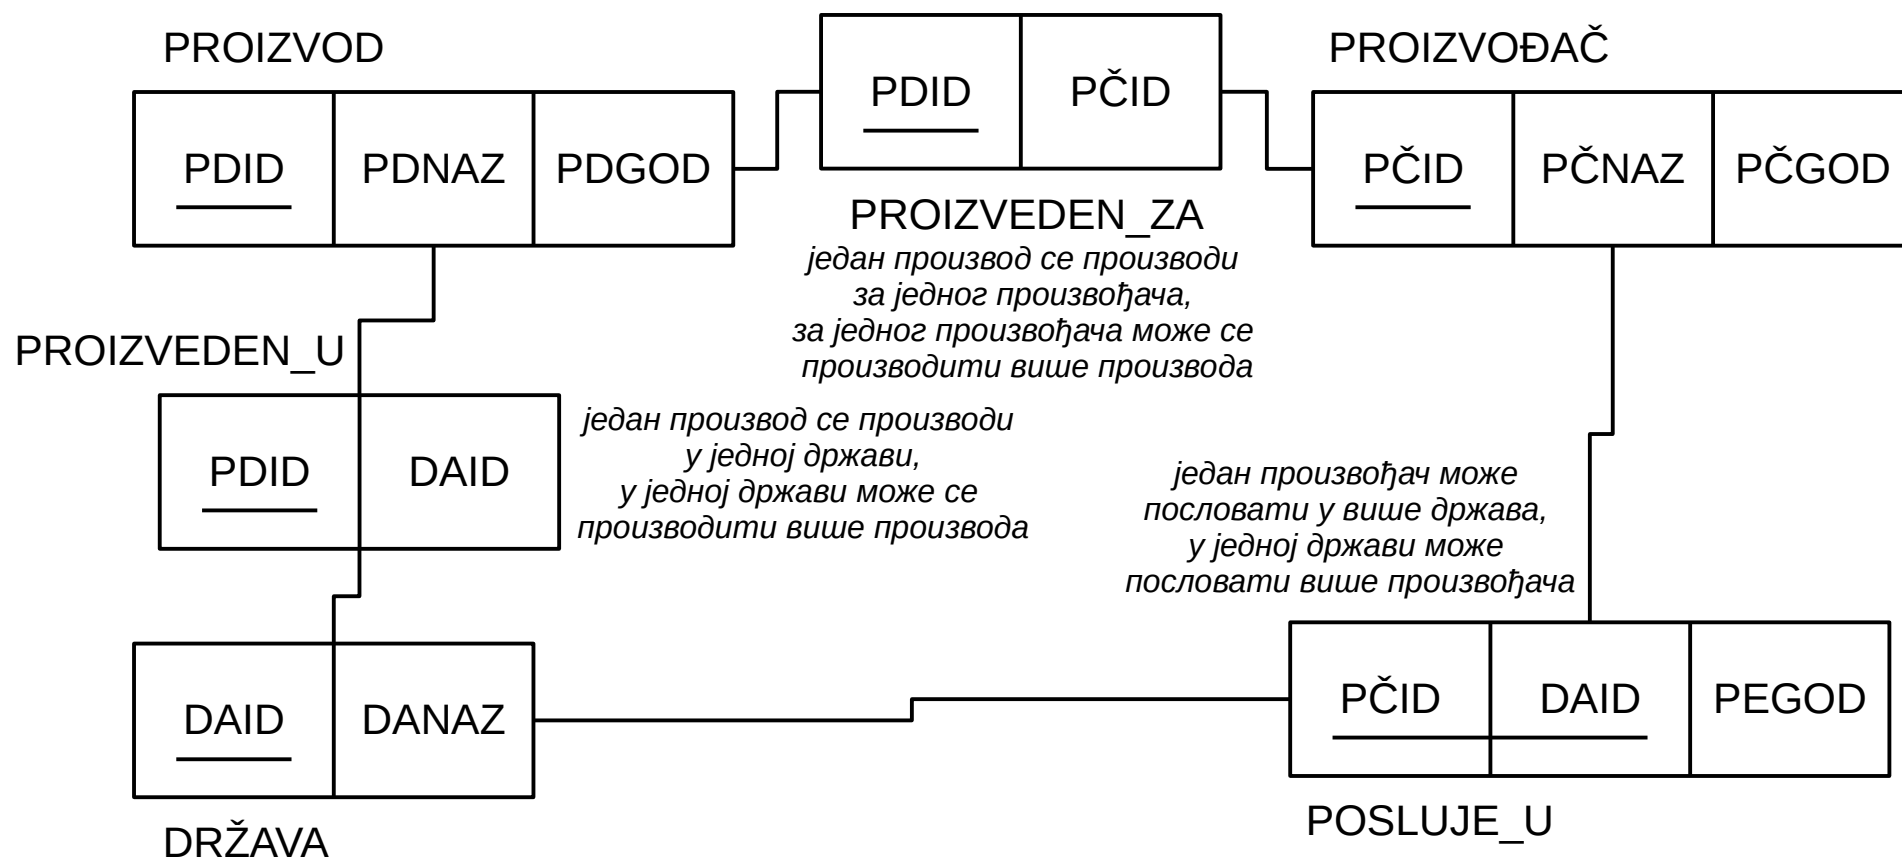 PROIZVOD
PDID PDNAZ PDGOD
PDID PČID
PROIZVEDEN_ZA
један производ се производи
за једног произвођача,
за једног произвођача може се
производити више производа
PROIZVOĐAČ
PČID PČNAZ PČGOD
PROIZVEDEN_U
PDID DAID
један производ се производи
у једној држави,
у једној држави може се
производити више производа
један произвођач може
пословати у више држава,
у једној држави може
пословати више произвођача
DAID DANAZ
DRŽAVA
PČID DAID PEGOD
POSLUJE_U